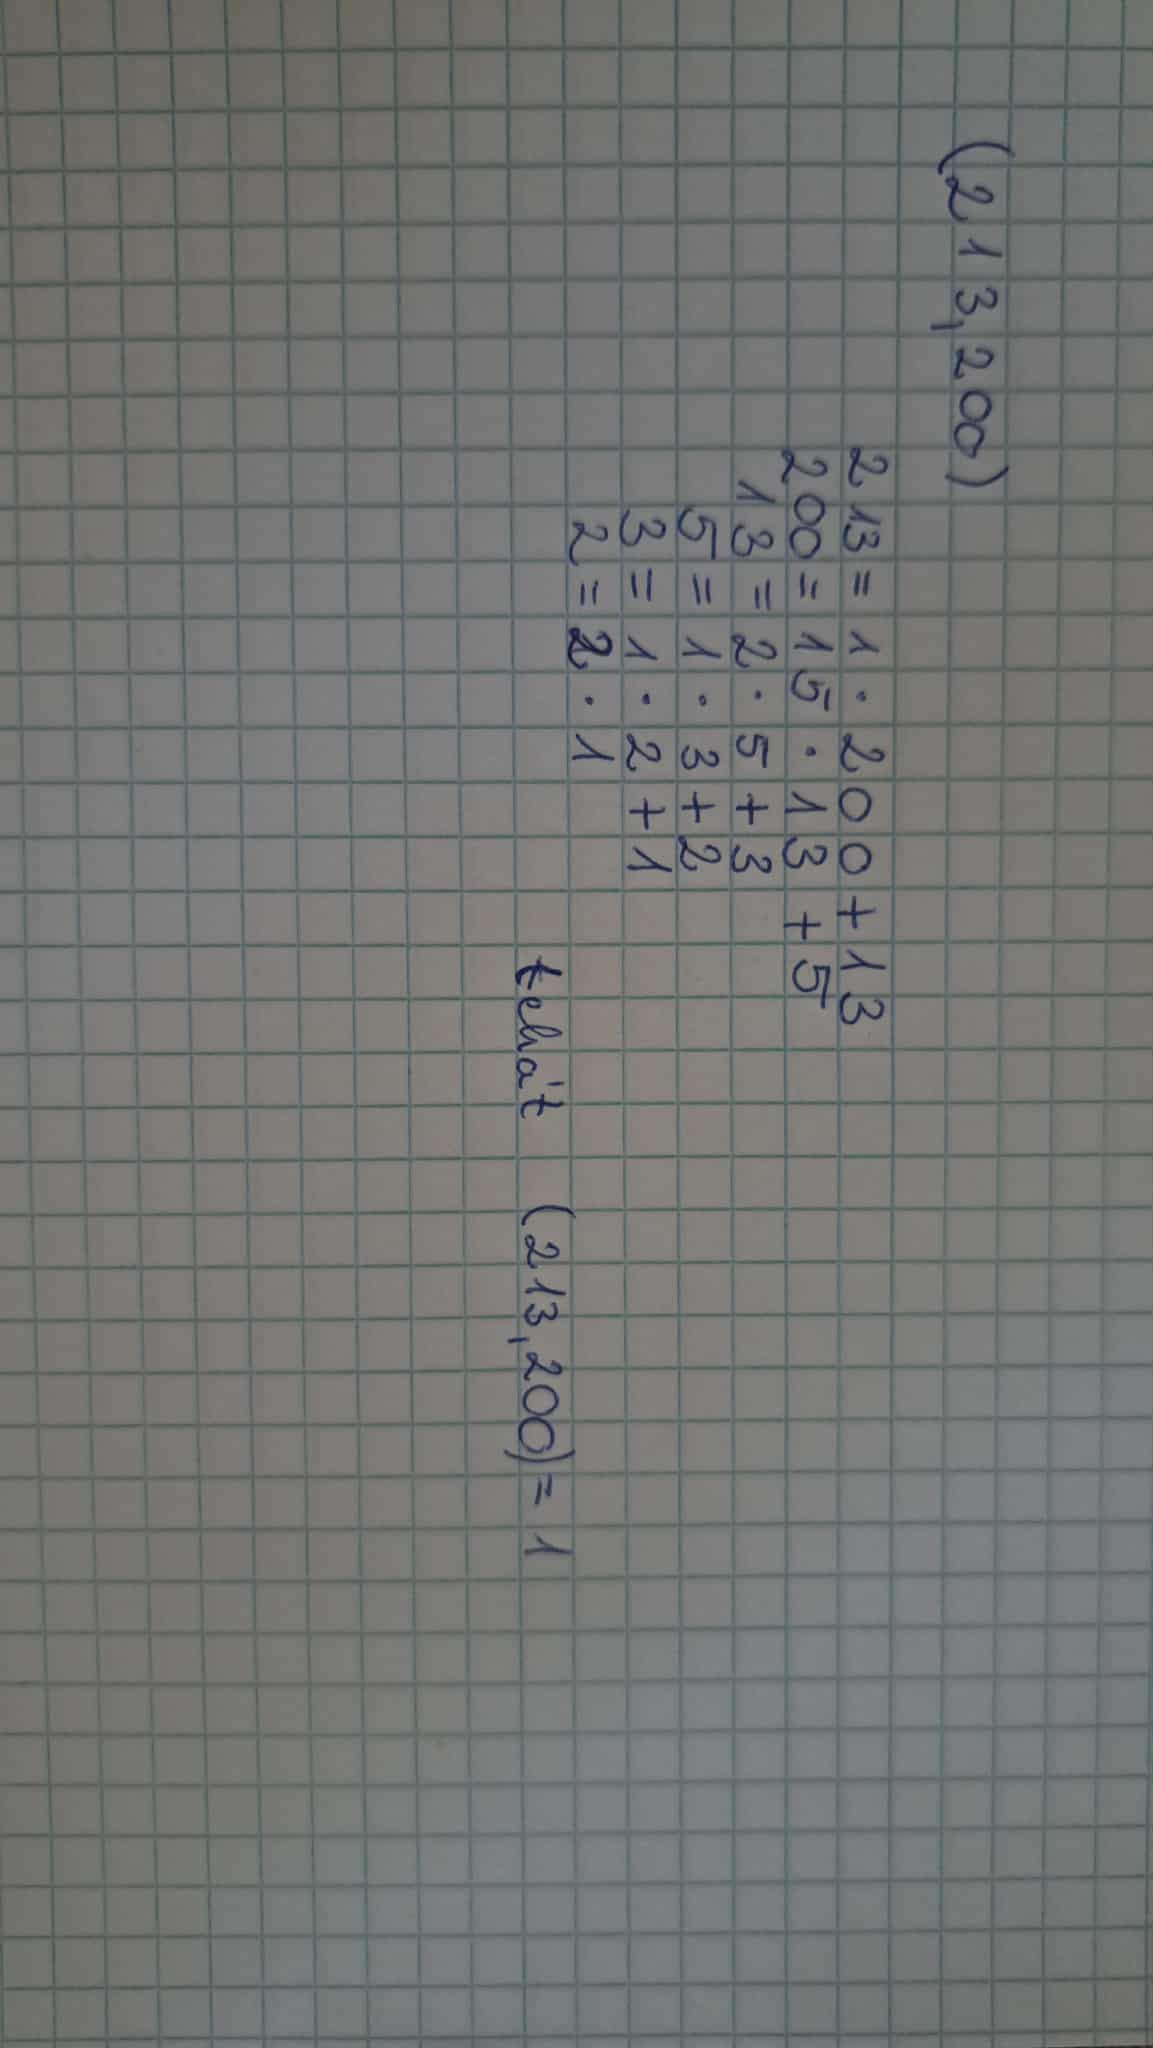 (213,200)
213 = 1 · 200 + 13
200 = 15 · 13 + 5
13 = 2 · 5 + 3
5 = 1 · 3 + 2
3 = 1 · 2 + 1
2 = 2 · 1
tehát (213,200) = 1